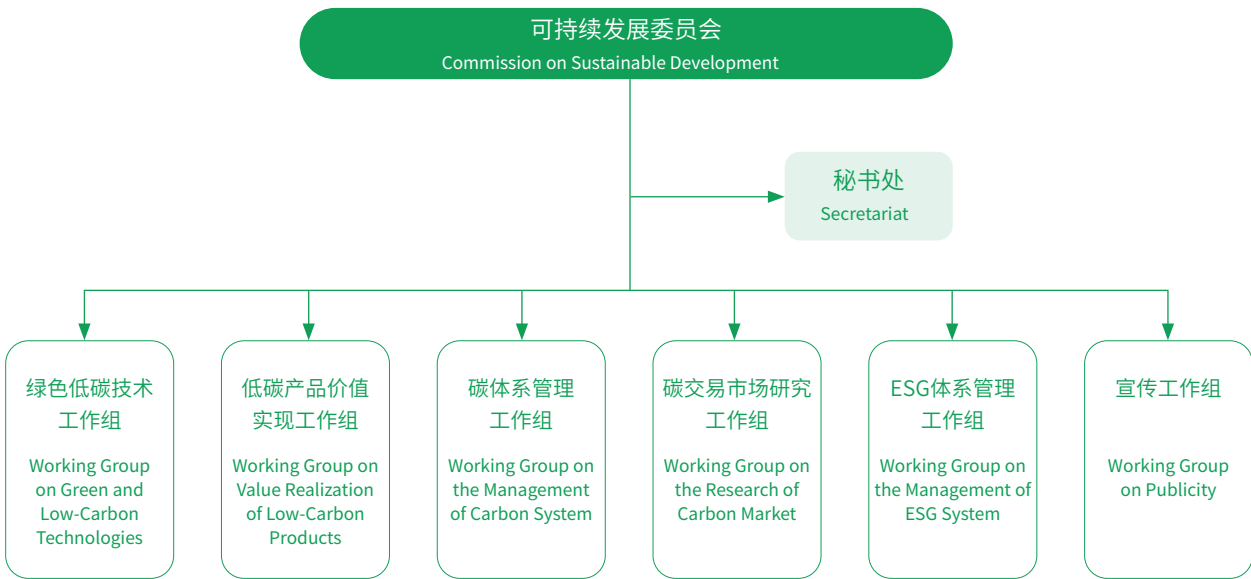 可持续发展委员会
Commission on Sustainable Development
秘书处
Secretariat
绿色低碳技术
工作组
Working Group
on Green and
Low-Carbon
Technologies
低碳产品价值
实现工作组
Working Group on
Value Realization
of Low-Carbon
Products
碳体系管理
工作组
Working Group on
the Management
of Carbon System
碳交易市场研究
工作组
Working Group on
the Research of
Carbon Market
ESG体系管理
工作组
Working Group on
the Management of
ESG System
宣传工作组
Working Group
on Publicity